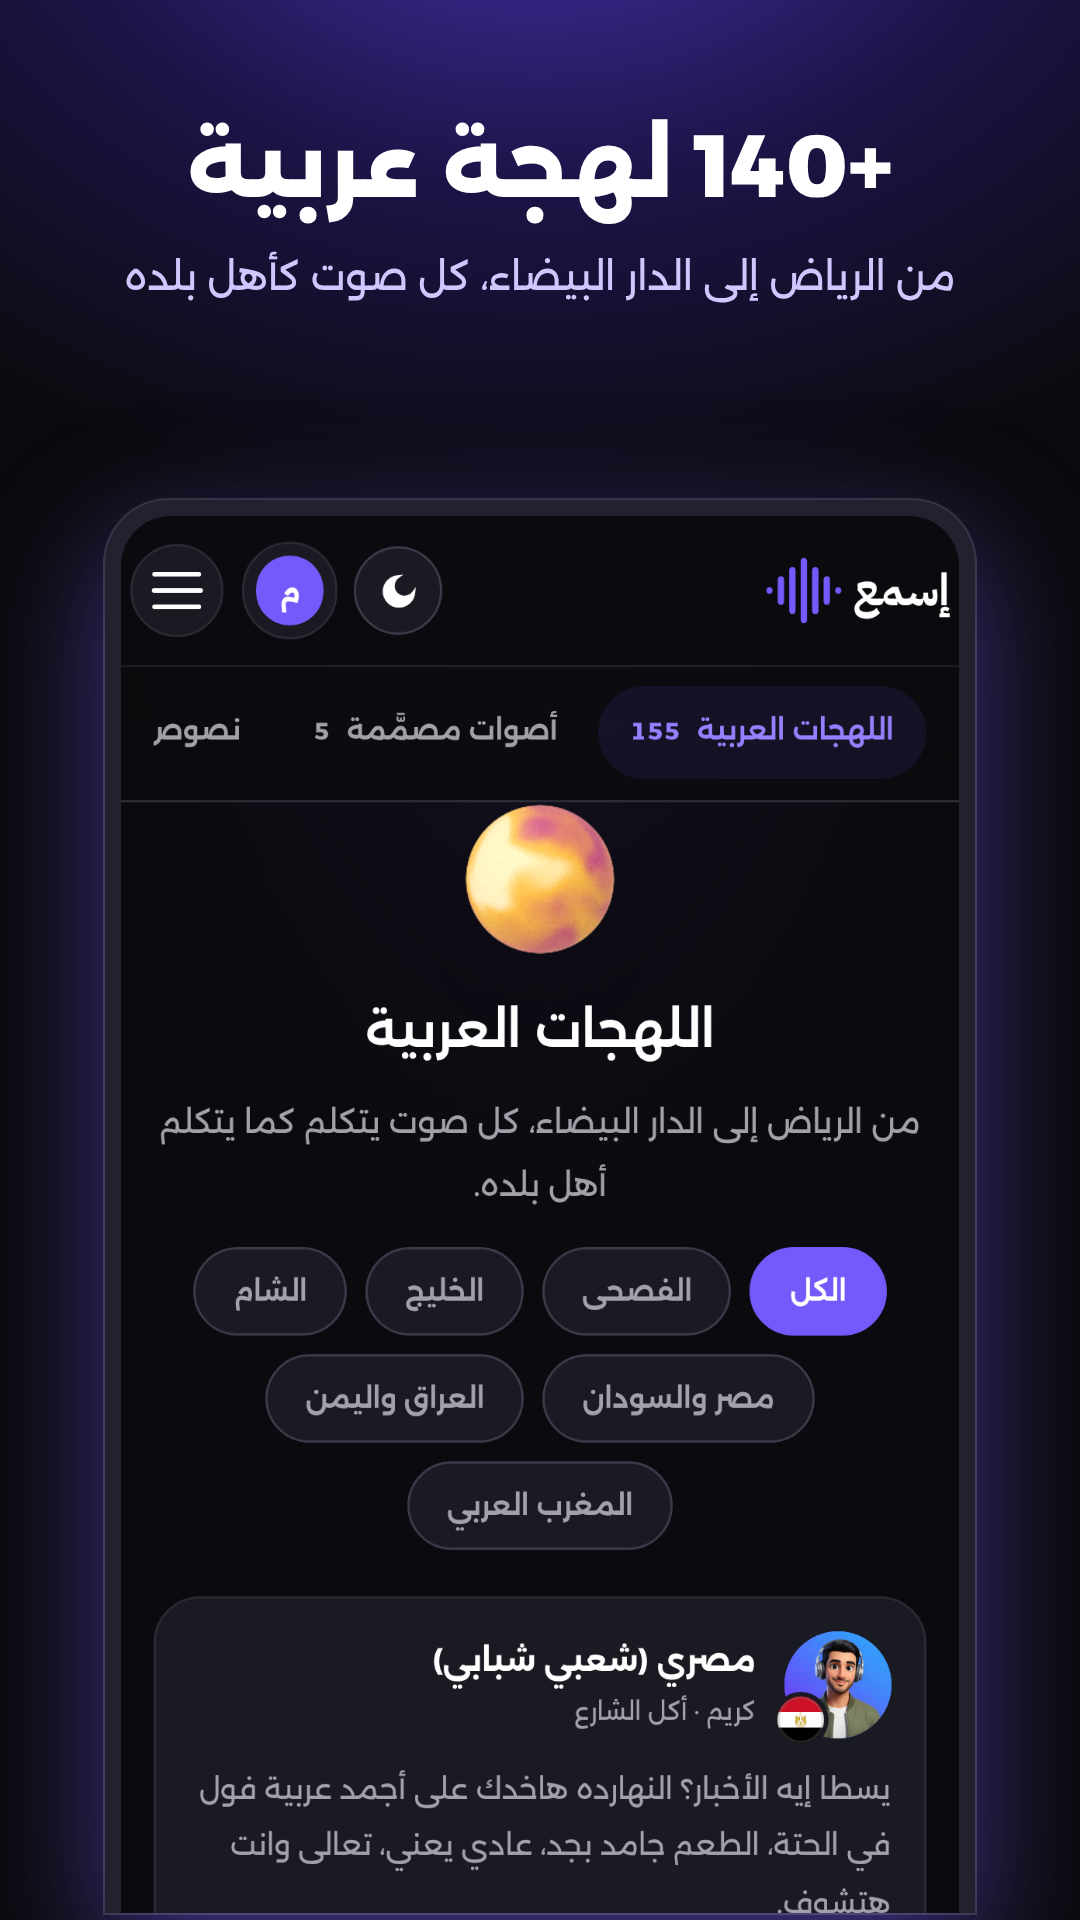 +140 لهجة عربية
من الرياض إلى الدار البيضاء، كل صوت كأهل بلده
إسمع
م
اللهجات العربية 155
أصوات مصمَّمة 5
نصوص
اللهجات العربية
من الرياض إلى الدار البيضاء، كل صوت يتكلم كما يتكلم
أهل بلده.
الكل
الفصحى
الخليج
الشام
مصر والسودان
العراق واليمن
المغرب العربي
مصري (شعبي شبابي)
كريم · أكل الشارع
يسطا إيه الأخبار؟ النهارده هاخدك على أجمد عربية فول
في الحتة، الطعم جامد بجد، عادي يعني، تعالى وانت
هتشوف.